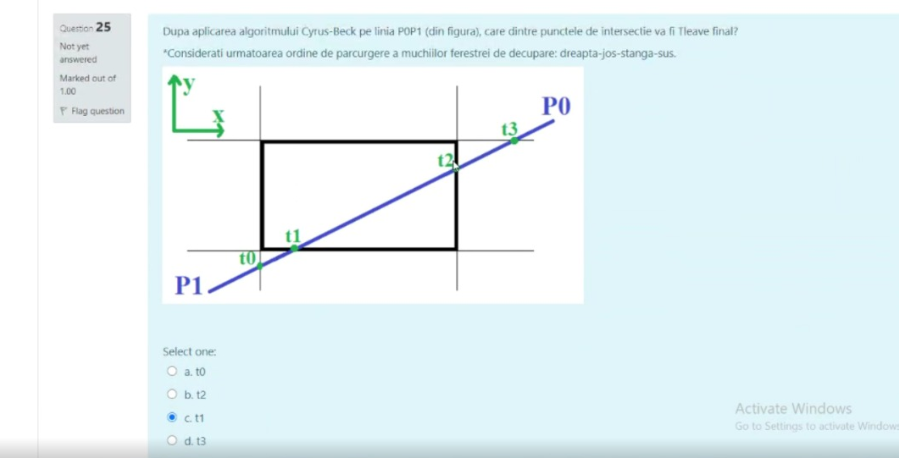 Question 25
Not yet
answered
Marked out of
1.00
Flag question
Dupa aplicarea algoritmului Cyrus-Beck pe linia P0P1 (din figura), care dintre punctele de intersectie va fi Tleave final?
*Considerati urmatoarea ordine de parcurgere a muchiilor ferestrei de decupare: dreapta-jos-stanga-sus.
y
x
P0
t3
t2
t1
t0
P1
Select one:
a. t0
b. t2
c. t1
d. t3
Activate Windows
Go to Settings to activate Windows